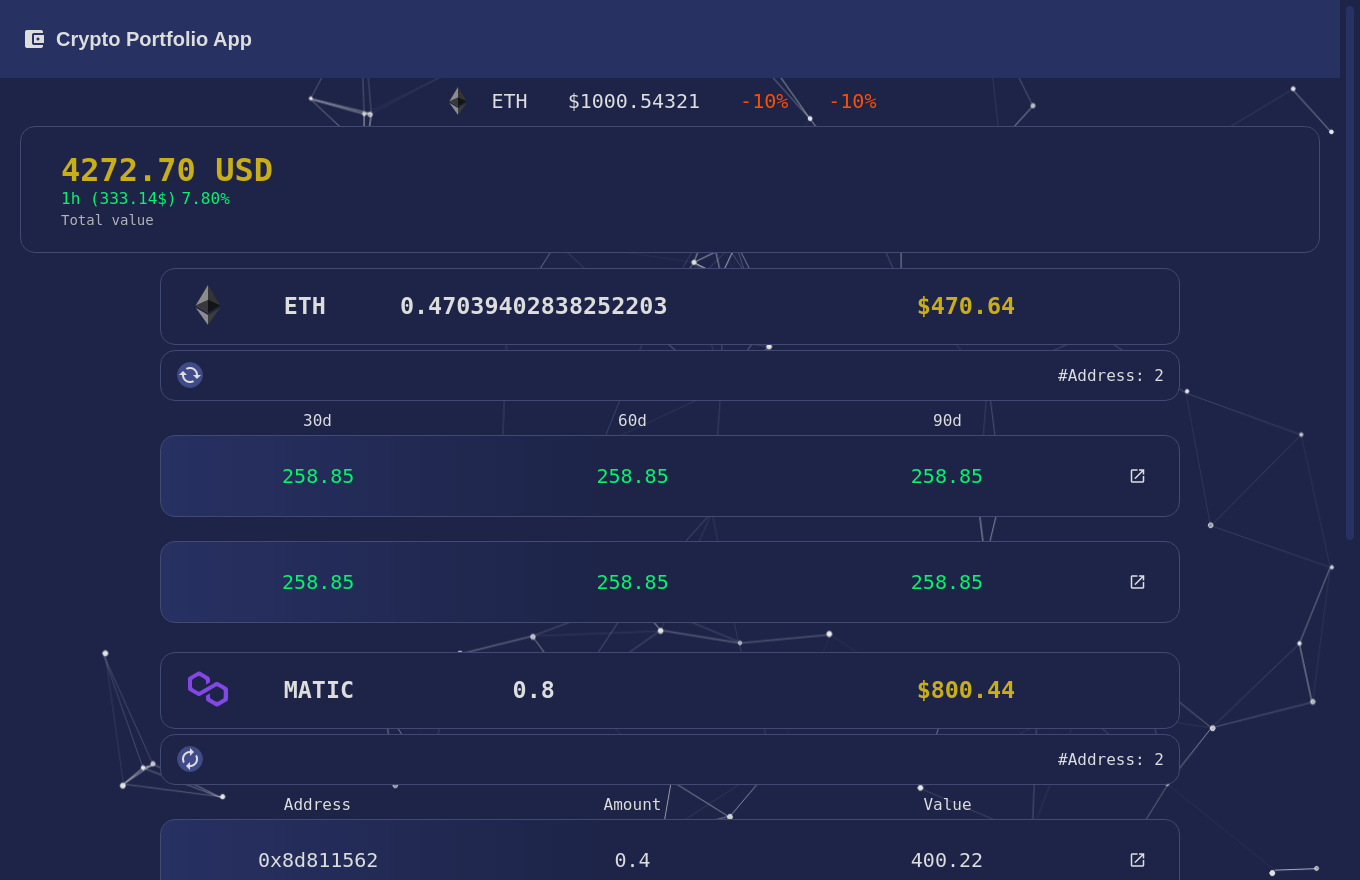 Crypto Portfolio App
ETH $1000.54321 -10% -10%
4272.70 USD
1h (333.14$) 7.80%
Total value
ETH 0.47039402838252203 $470.64
#Address: 2
30d 60d 90d
258.85 258.85 258.85
258.85 258.85 258.85
MATIC 0.8 $800.44
#Address: 2
Address Amount Value
0x8d811562 0.4 400.22